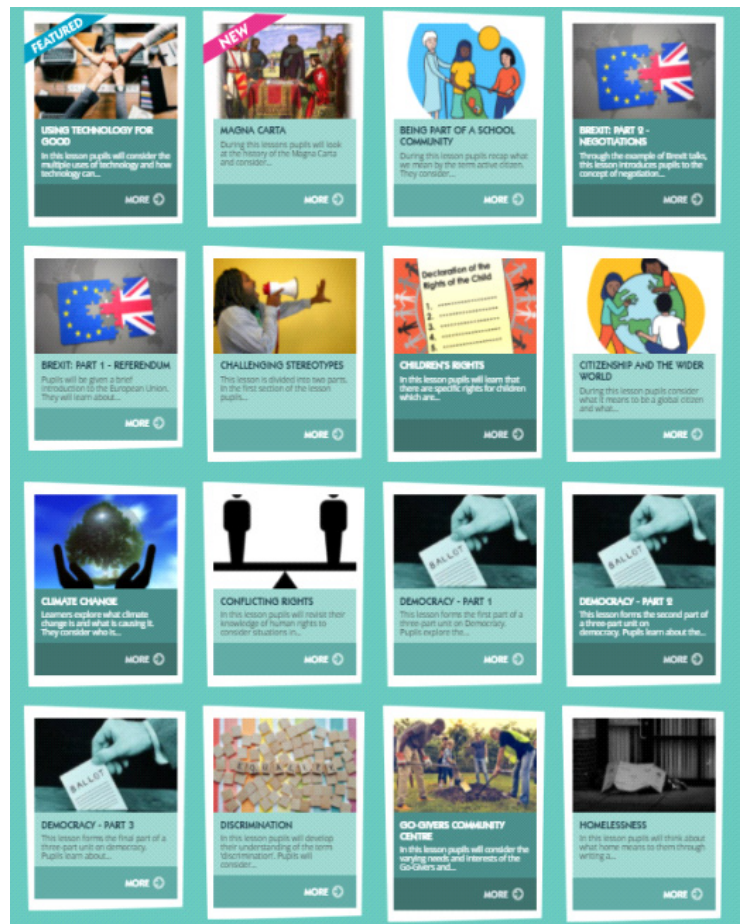 FEATURED
USING TECHNOLOGY FOR
GOOD
In this lesson pupils will consider the
multiple uses of technology and how
technology can...
MORE
NEW
MAGNA CARTA
During this lessons pupils will look
at the history of the Magna Carta
and consider...
MORE
BEING PART OF A SCHOOL
COMMUNITY
During this lesson pupils recap what
we mean by the term active citizen.
They consider...
MORE
BREXIT: PART 2 -
NEGOTIATIONS
Through the example of Brexit talks,
this lesson introduces pupils to the
concept of negotiation...
MORE
BREXIT: PART 1 - REFERENDUM
Pupils will be given a brief
introduction to the European Union.
They will learn about...
MORE
CHALLENGING STEREOTYPES
This lesson is divided into two parts.
In the first section of the lesson
pupils...
MORE
Declaration of the
Rights of the Child
1.
2.
3.
4.
5.
CHILDREN'S RIGHTS
In this lesson pupils will learn that
there are specific rights for children
which are...
MORE
CITIZENSHIP AND THE WIDER
WORLD
During this lesson pupils consider
what it means to be a global citizen
and what...
MORE
CLIMATE CHANGE
Learners explore what climate
change is and what is causing it.
They consider who is...
MORE
CONFLICTING RIGHTS
In this lesson pupils will revisit their
knowledge of human rights to
consider situations in...
MORE
BALLOT
DEMOCRACY - PART 1
This lesson forms the first part of a
three-part unit on Democracy.
Pupils explore the...
MORE
BALLOT
DEMOCRACY - PART 2
This lesson forms the second part of
a three-part unit on
democracy. Pupils learn about the...
MORE
BALLOT
DEMOCRACY - PART 3
This lesson forms the final part of a
three-part unit on democracy.
Pupils learn about...
MORE
EQUALITY
DISCRIMINATION
In this lesson pupils will develop
their understanding of the term
'discrimination'. Pupils will
consider...
MORE
GO-GIVERS COMMUNITY
CENTRE
In this lesson pupils will consider the
varying needs and interests of the
Go-Givers and...
MORE
HOMELESSNESS
In this lesson pupils will think about
what home means to them through
writing a...
MORE